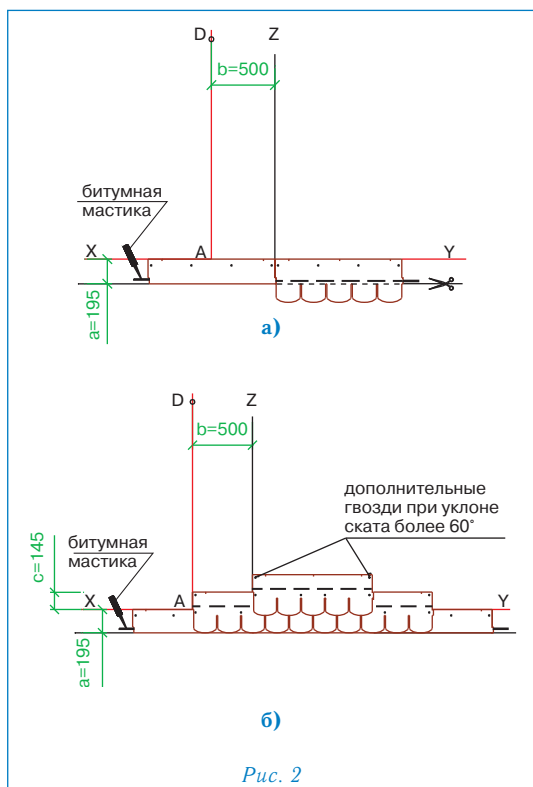 D
Z
b=500
битумная
мастика
X
A
Y
a=195
а)
D
Z
b=500
дополнительные
гвозди при уклоне
ската более 60°
битумная
мастика
c=145
X
A
Y
a=195
б)
Рис. 2